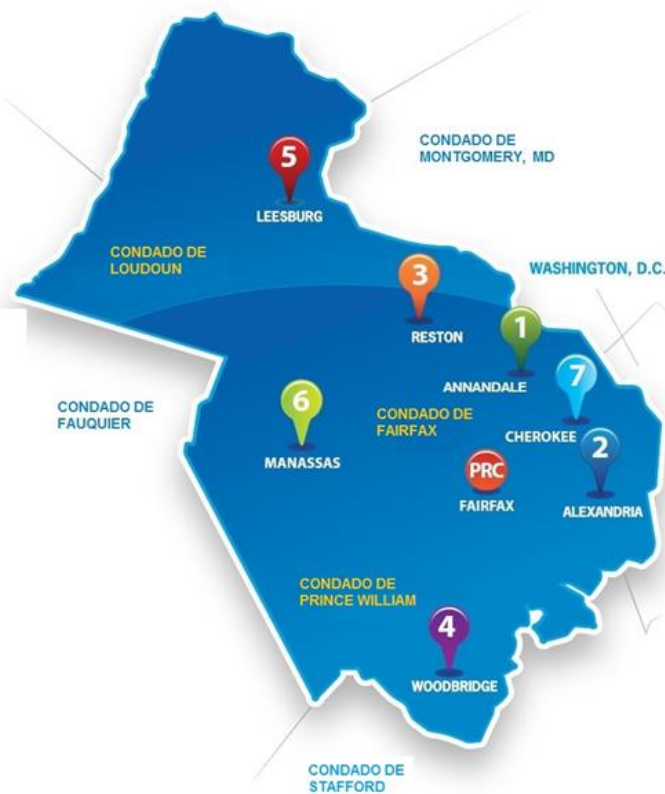 CONDADO DE
MONTGOMERY, MD
5
LEESBURG
CONDADO DE
LOUDOUN
WASHINGTON, D.C.
3
RESTON
1
ANNANDALE
7
CHEROKEE
CONDADO DE
FAUQUIER
6
MANASSAS
CONDADO DE
FAIRFAX
2
ALEXANDRIA
PRC
FAIRFAX
CONDADO DE
PRINCE WILLIAM
4
WOODBRIDGE
CONDADO DE
STAFFORD